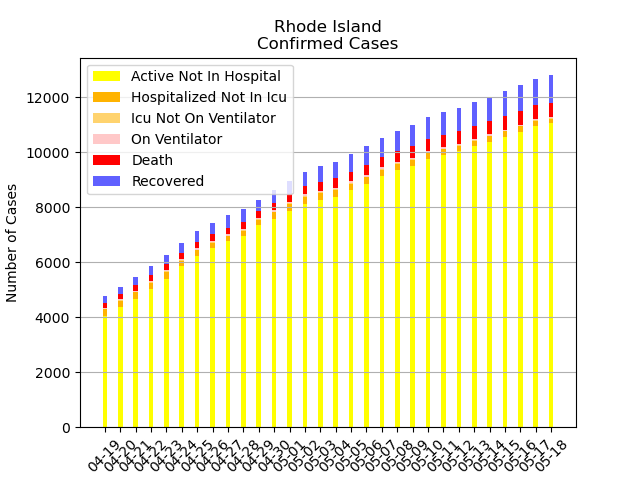 Rhode Island
Confirmed Cases
Active Not In Hospital
Hospitalized Not In Icu
Icu Not On Ventilator
On Ventilator
Death
Recovered
Number of Cases
12000
10000
8000
6000
4000
2000
0
04-19 04-20 04-21 04-22 04-23 04-24 04-25 04-26 04-27 04-28 04-29 04-30 05-01 05-02 05-03 05-04 05-05 05-06 05-07 05-08 05-09 05-10 05-11 05-12 05-13 05-14 05-15 05-16 05-17 05-18